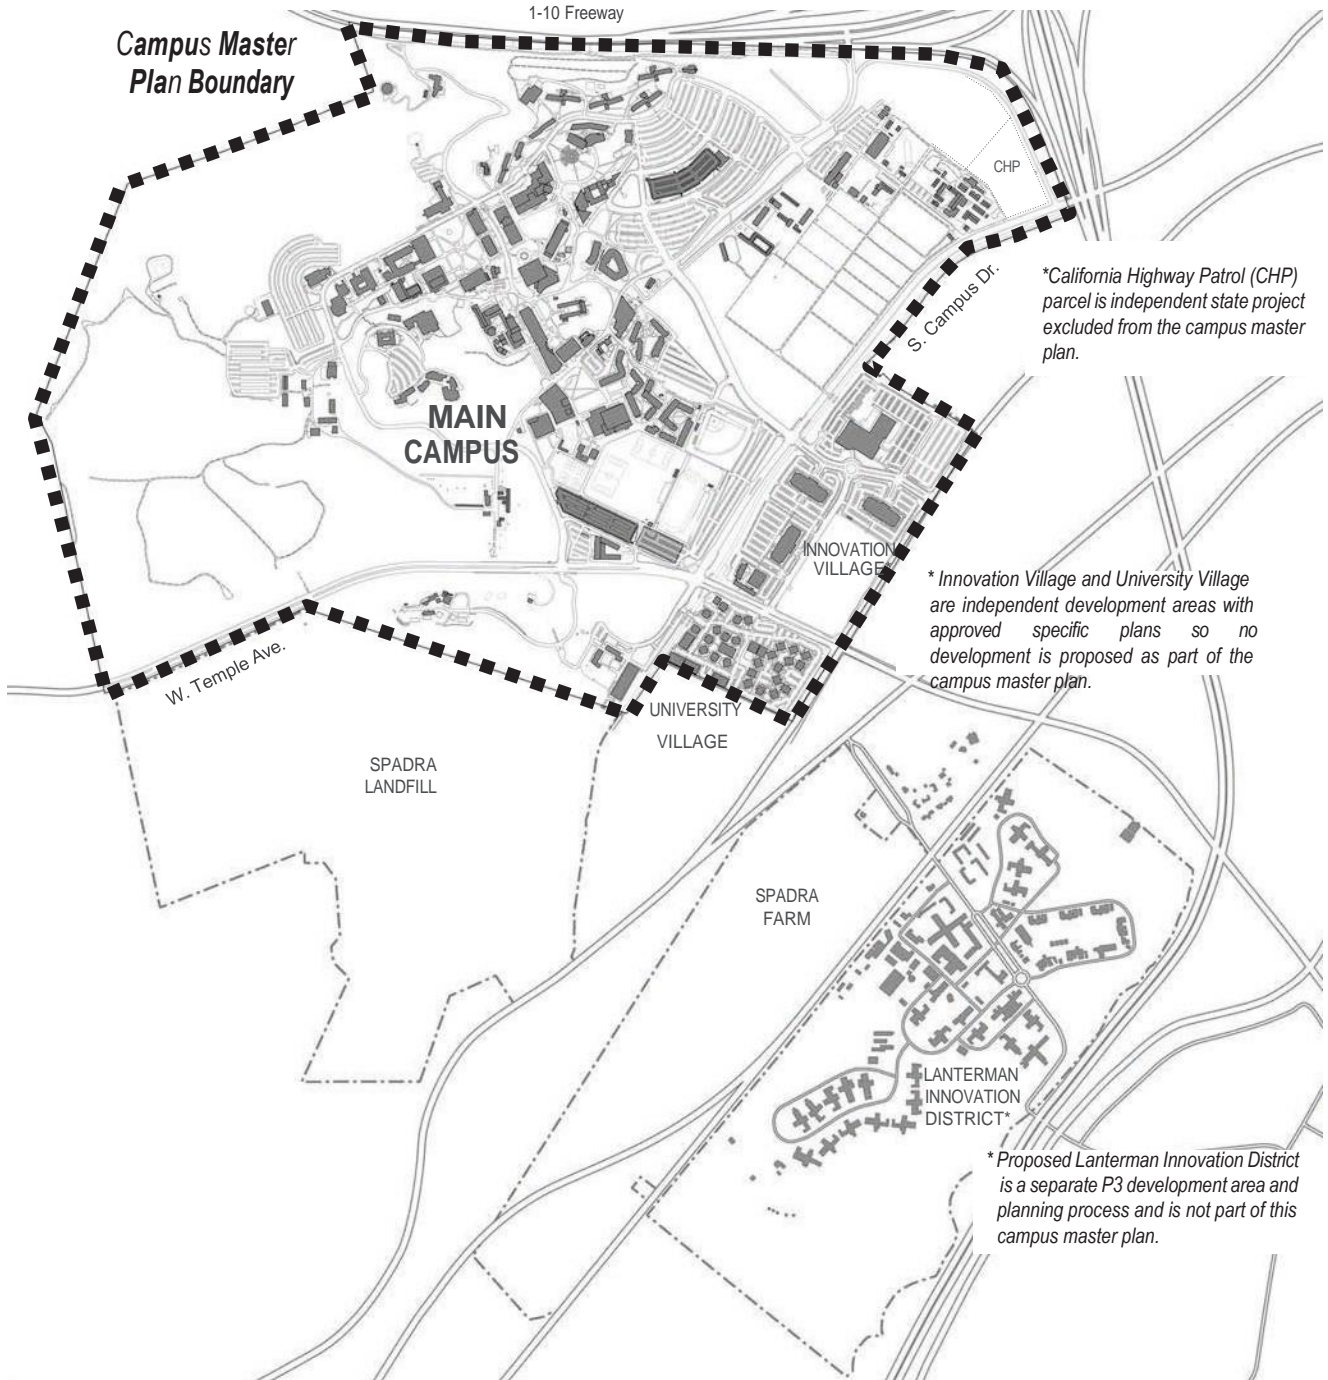 1-10 Freeway
Campus Master
Plan Boundary
CHP
S. Campus Dr.
*California Highway Patrol (CHP)
parcel is independent state project
excluded from the campus master
plan.
MAIN
CAMPUS
INNOVATION
VILLAGE
* Innovation Village and University Village
are independent development areas with
approved specific plans so no
development is proposed as part of the
campus master plan.
W. Temple Ave.
UNIVERSITY
VILLAGE
SPADRA
LANDFILL
SPADRA
FARM
LANTERMAN
INNOVATION
DISTRICT*
* Proposed Lanterman Innovation District
is a separate P3 development area and
planning process and is not part of this
campus master plan.